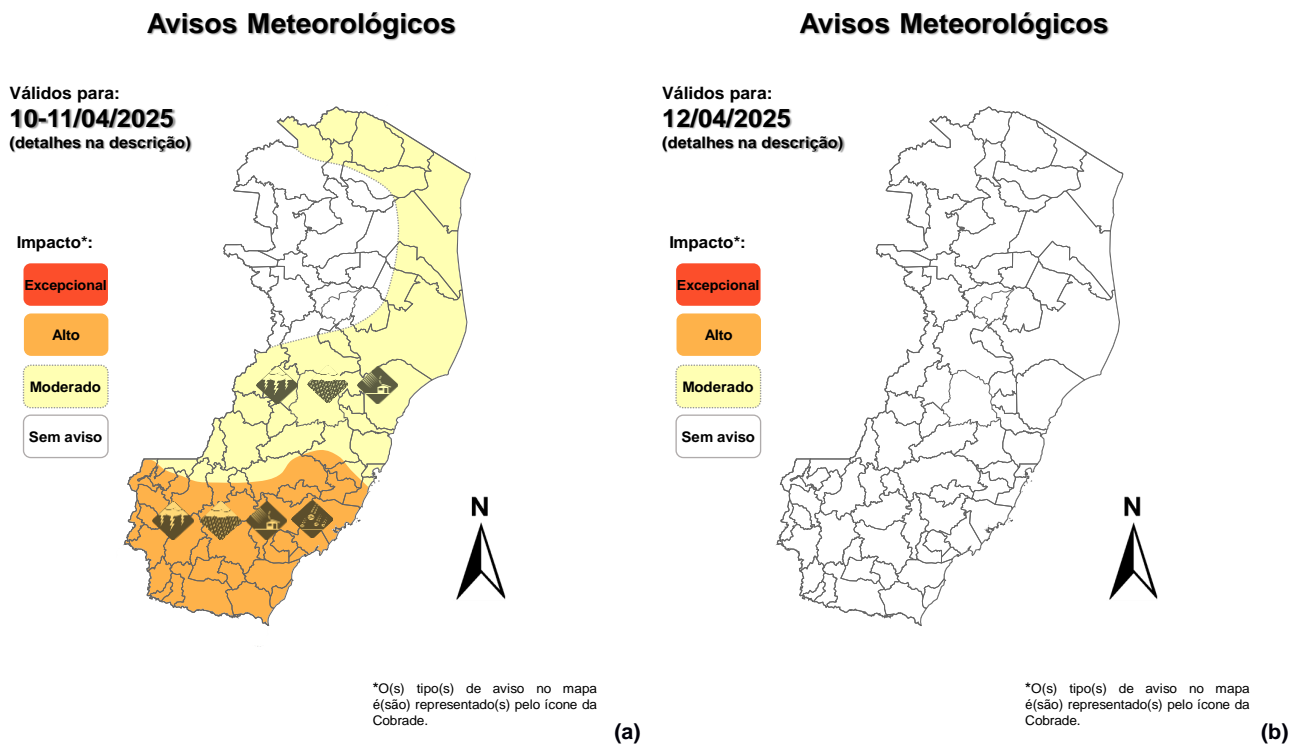 Avisos Meteorológicos
Válidos para:
10-11/04/2025
(detalhes na descrição)
Impacto*:
Excepcional
Alto
Moderado
Sem aviso
N
*O(s) tipo(s) de aviso no mapa
é(são) representado(s) pelo ícone da
Cobrade.
(a)
Avisos Meteorológicos
Válidos para:
12/04/2025
(detalhes na descrição)
Impacto*:
Excepcional
Alto
Moderado
Sem aviso
N
*O(s) tipo(s) de aviso no mapa
é(são) representado(s) pelo ícone da
Cobrade.
(b)